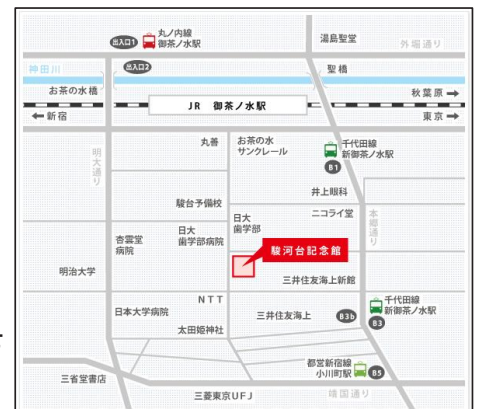 出入口1
丸ノ内線
御茶ノ水駅
湯島聖堂
外堀通り
神田川
出入口2
聖橋
お茶の水橋
秋葉原 →
JR 御茶ノ水駅
← 新宿
東京 →
明大通り
丸善
お茶の水
サンクレール
千代田線
新御茶ノ水駅
B1
井上眼科
駿台予備校
日大
歯学部
ニコライ堂
本郷通り
杏雲堂
病院
日大
歯学部病院
駿河台記念館
明治大学
三井住友海上新館
NTT
日本大学病院
太田姫神社
三井住友海上
B3b
千代田線
新御茶ノ水駅
B3
都営新宿線
小川町駅
B5
三省堂書店
三菱東京UFJ
靖国通り